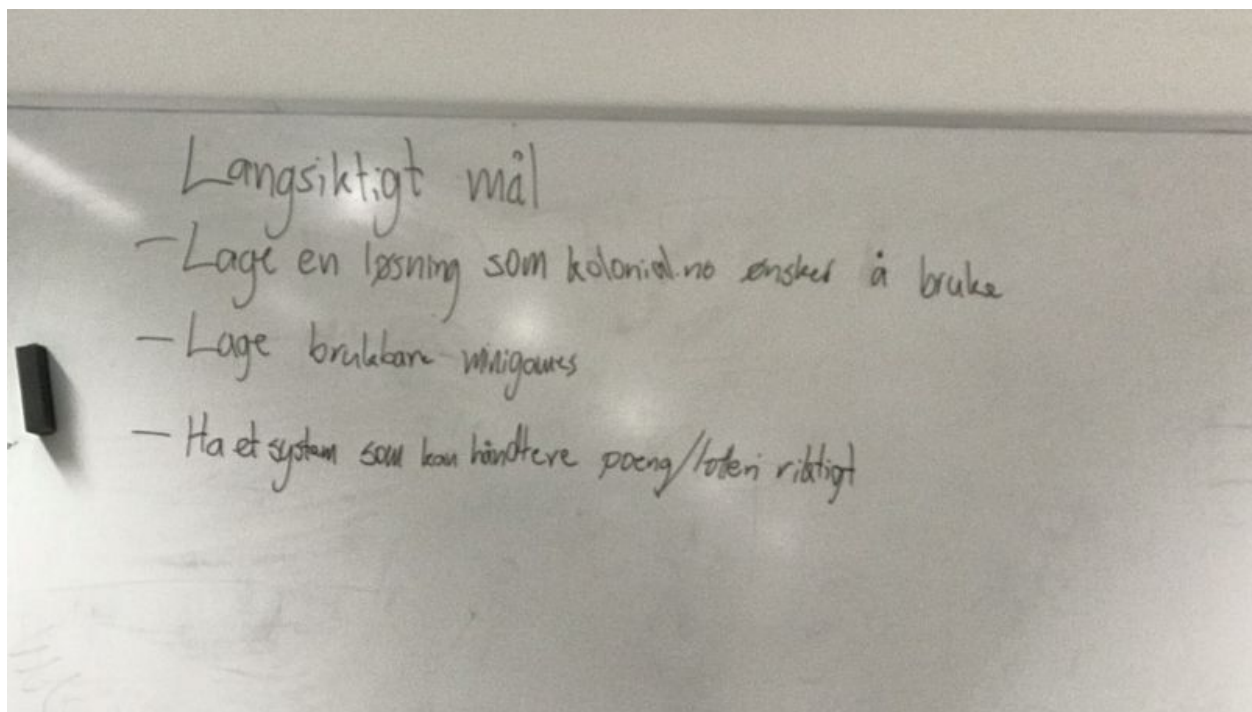 Langsiktigt mål
- Lage en løsning som kolonial.no ønsker å bruke
- Lage brukbare minigames
- Ha et system som kan håndtere poeng/loteri riktigt